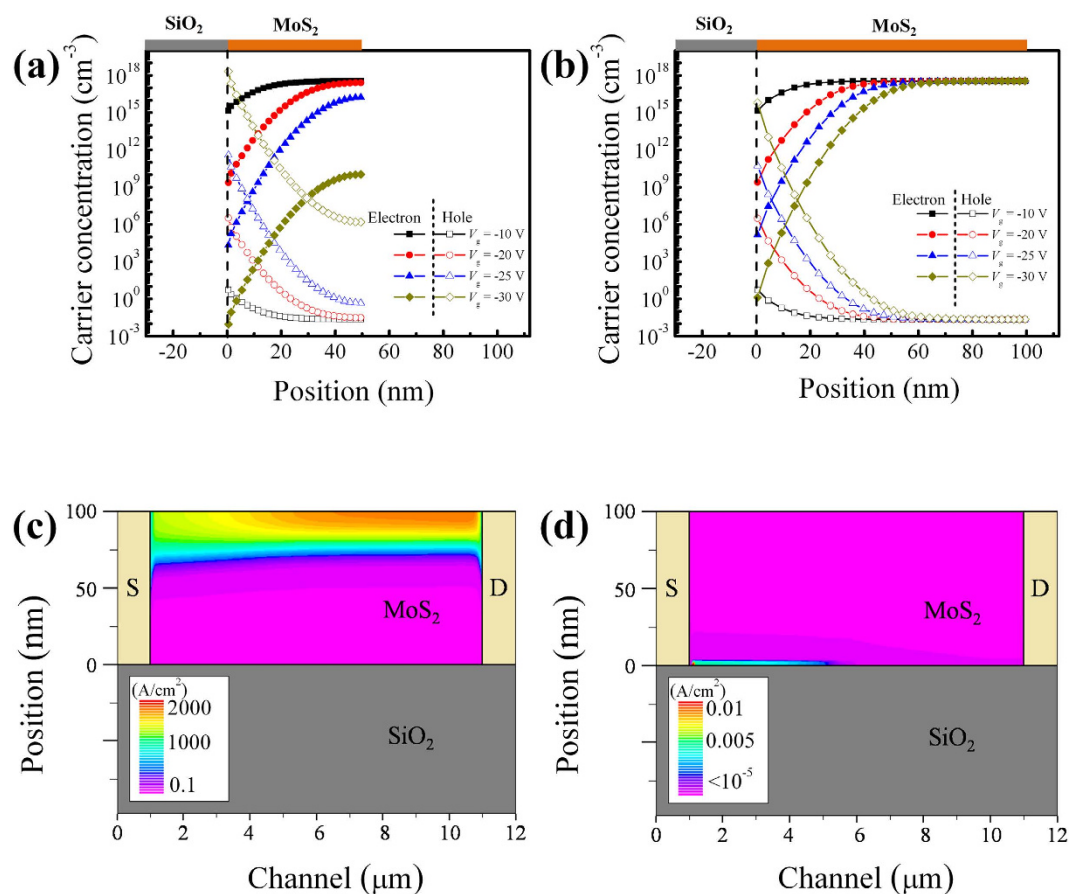 SiO2 MoS2
(a)
Carrier concentration (cm-3)
10^18
10^15
10^12
10^9
10^6
10^3
10^0
10^-3
Electron Hole
Vg = -10 V
Vg = -20 V
Vg = -25 V
Vg = -30 V
-20 0 20 40 60 80 100
Position (nm)
SiO2 MoS2
(b)
Carrier concentration (cm-3)
10^18
10^15
10^12
10^9
10^6
10^3
10^0
10^-3
Electron Hole
Vg = -10 V
Vg = -20 V
Vg = -25 V
Vg = -30 V
-20 0 20 40 60 80 100
Position (nm)
(c)
Position (nm)
100
50
0
S
D
MoS2
SiO2
(A/cm2)
2000
1000
0.1
0 2 4 6 8 10 12
Channel (μm)
(d)
Position (nm)
100
50
0
S
D
MoS2
SiO2
(A/cm2)
0.01
0.005
<10^-5
0 2 4 6 8 10 12
Channel (μm)